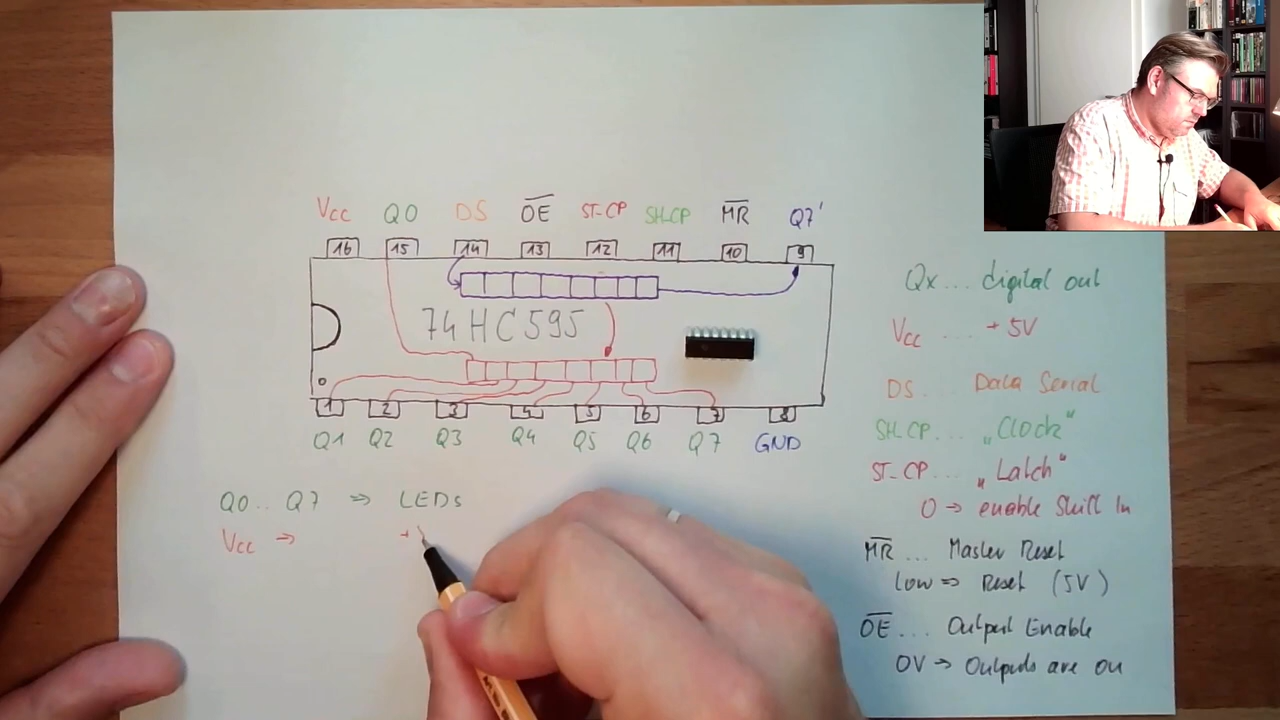 Vcc Q0 DS OE ST-CP SH.CP MR Q7'
16 15 14 13 12 11 10 9
74HC595
1 2 3 4 5 6 7 8
Q1 Q2 Q3 Q4 Q5 Q6 Q7 GND
Q0.. Q7 => LEDs
Vcc → +
Qx... digital out
Vcc .... +5V
DS. Data Serial
SH.CP... „Clock"
ST-CP.... „Latch"
0 → enable Shift In
MR... Master Reset
Low => Reset (5V)
OE... Output Enable
0V → Outputs are on